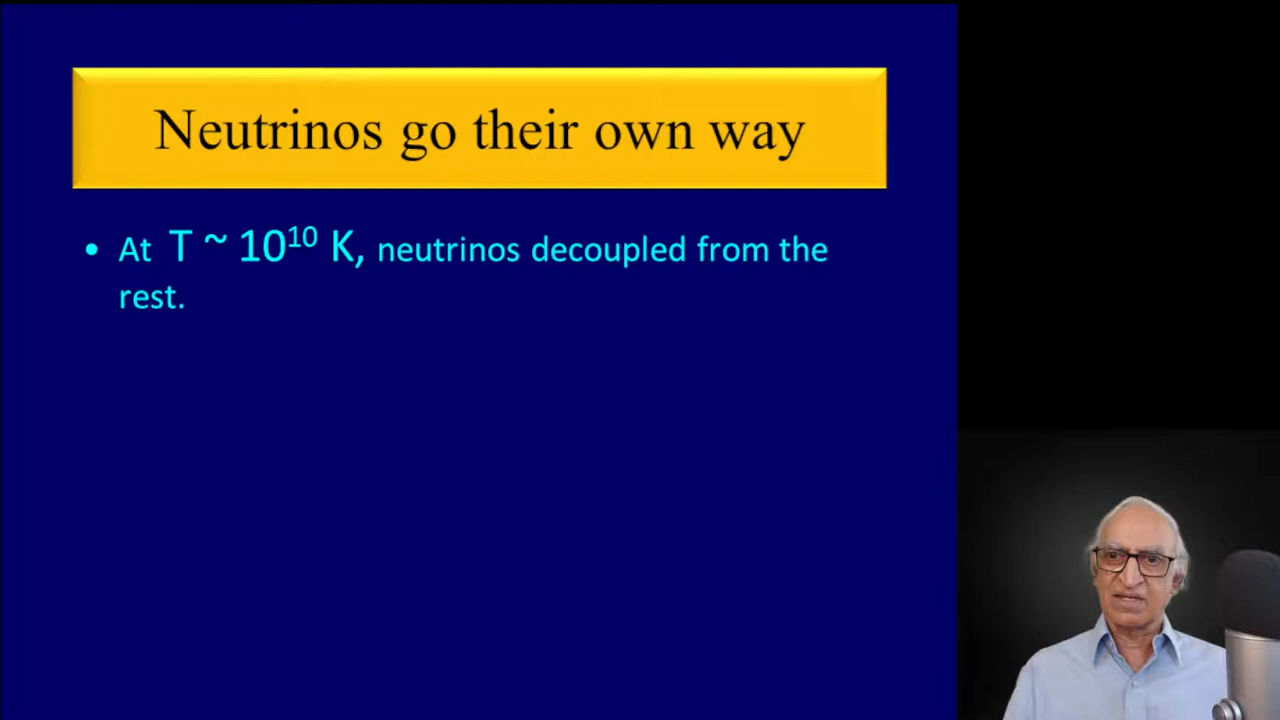 Neutrinos go their own way
• At T ~ 10¹⁰ K, neutrinos decoupled from the
rest.